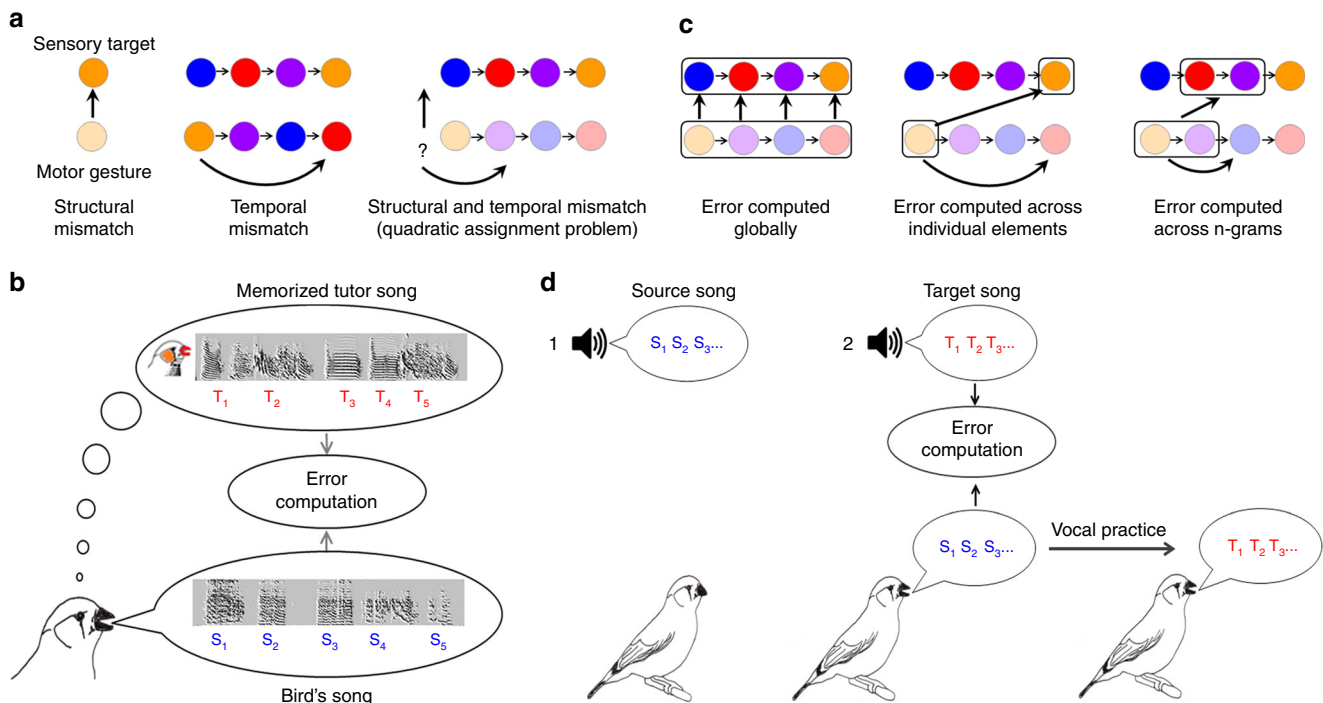 a
Sensory target
Motor gesture
Structural
mismatch
Temporal
mismatch
?
Structural and temporal mismatch
(quadratic assignment problem)
c
Error computed
globally
Error computed across
individual elements
Error computed
across n-grams
b
Memorized tutor song
T1 T2 T3 T4 T5
Error
computation
S1 S2 S3 S4 S5
Bird's song
d
Source song
1
S1 S2 S3...
Target song
2
T1 T2 T3...
Error
computation
S1 S2 S3...
Vocal practice
T1 T2 T3...